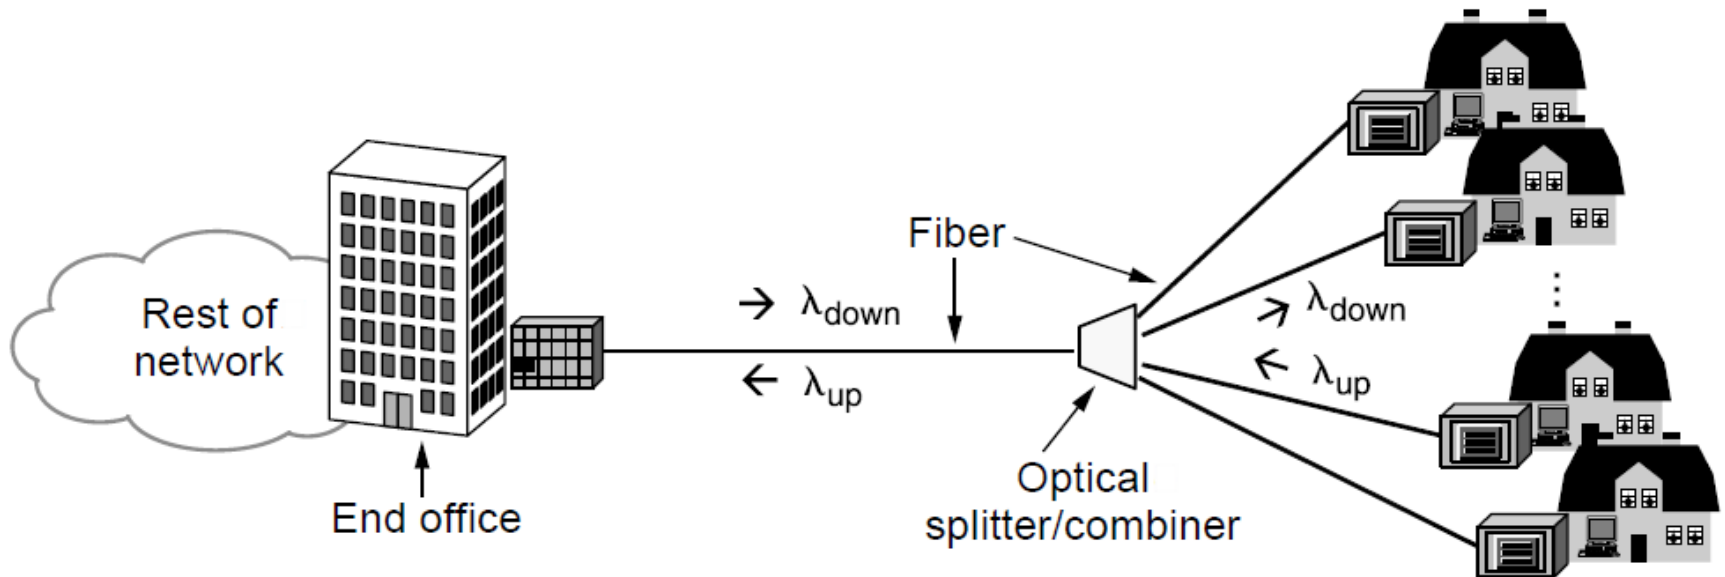 Rest of
network
End office
→ λdown
← λup
Fiber
Optical
splitter/combiner
→ λdown
← λup
⋮